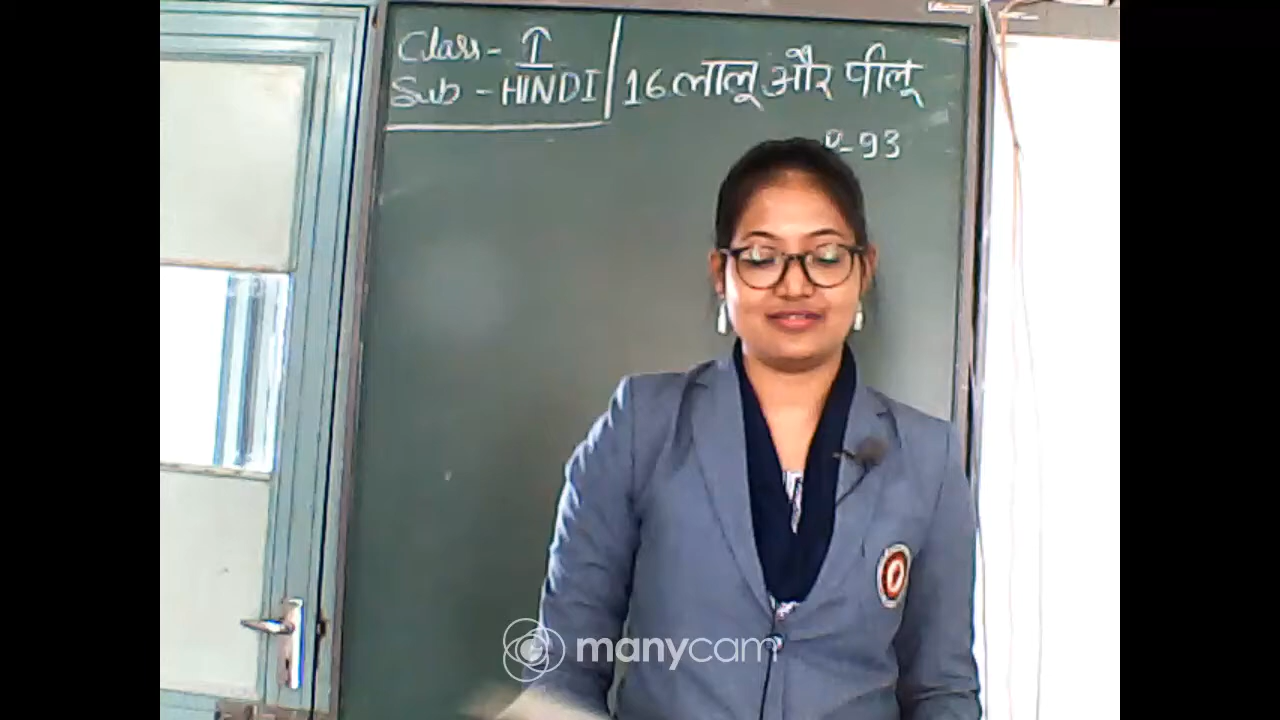 Class- I
Sub - HINDI
16 लालू और पीलू
P-93
manycam